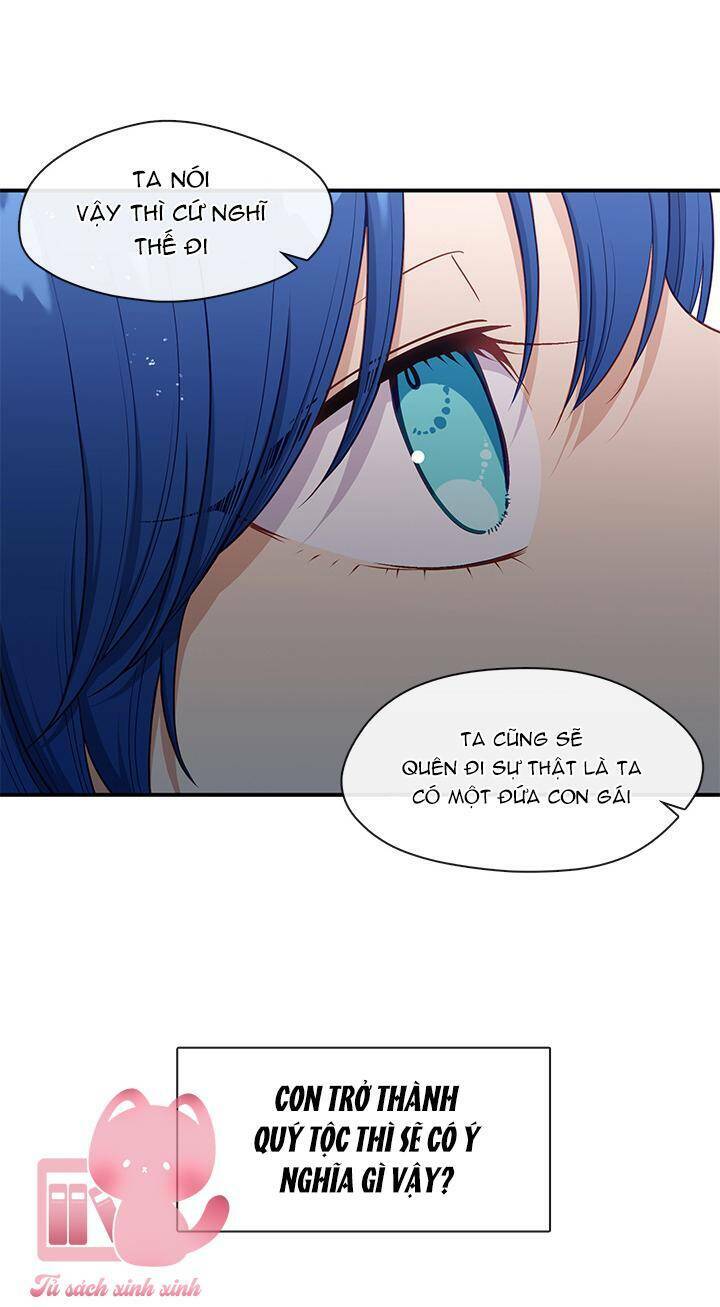 TA NÓI
VẬY THÌ CỨ NGHĨ
THẾ ĐI
TA CŨNG SẼ
QUÊN ĐI SỰ THẬT LÀ TA
CÓ MỘT ĐỨA CON GÁI
CON TRỞ THÀNH
QUÝ TỘC THÌ SẼ CÓ Ý
NGHĨA GÌ VẬY?
Tủ sách xinh xinh